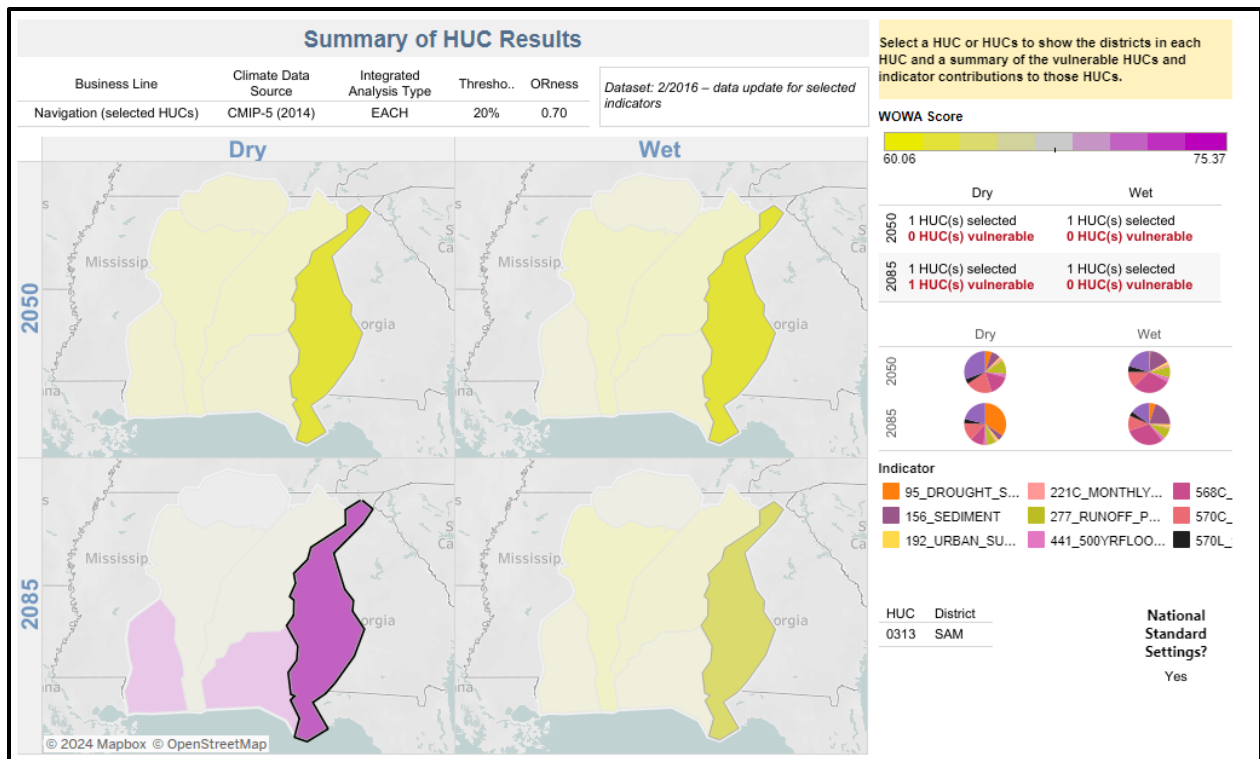 Summary of HUC Results
Business Line
Climate Data
Source
Integrated
Analysis Type
Thresho..
ORness
Navigation (selected HUCs)
CMIP-5 (2014)
EACH
20%
0.70
Dataset: 2/2016 – data update for selected
indicators
Select a HUC or HUCs to show the districts in each
HUC and a summary of the vulnerable HUCs and
indicator contributions to those HUCs.
WOWA Score
60.06
75.37
Dry
Wet
2050
Mississip
orgia
na
s
S
Ca
Mississip
orgia
2085
s
Mississip
orgia
na
s
S
Ca
Mississip
orgia
© 2024 Mapbox © OpenStreetMap
Dry
Wet
2050
1 HUC(s) selected
0 HUC(s) vulnerable
1 HUC(s) selected
0 HUC(s) vulnerable
2085
1 HUC(s) selected
1 HUC(s) vulnerable
1 HUC(s) selected
0 HUC(s) vulnerable
Dry
Wet
2050
2085
Indicator
95_DROUGHT_S...
221C_MONTHLY...
568C_
156_SEDIMENT
277_RUNOFF_P...
570C_
192_URBAN_SU...
441_500YRFLOO...
570L_
HUC
District
0313
SAM
National
Standard
Settings?
Yes